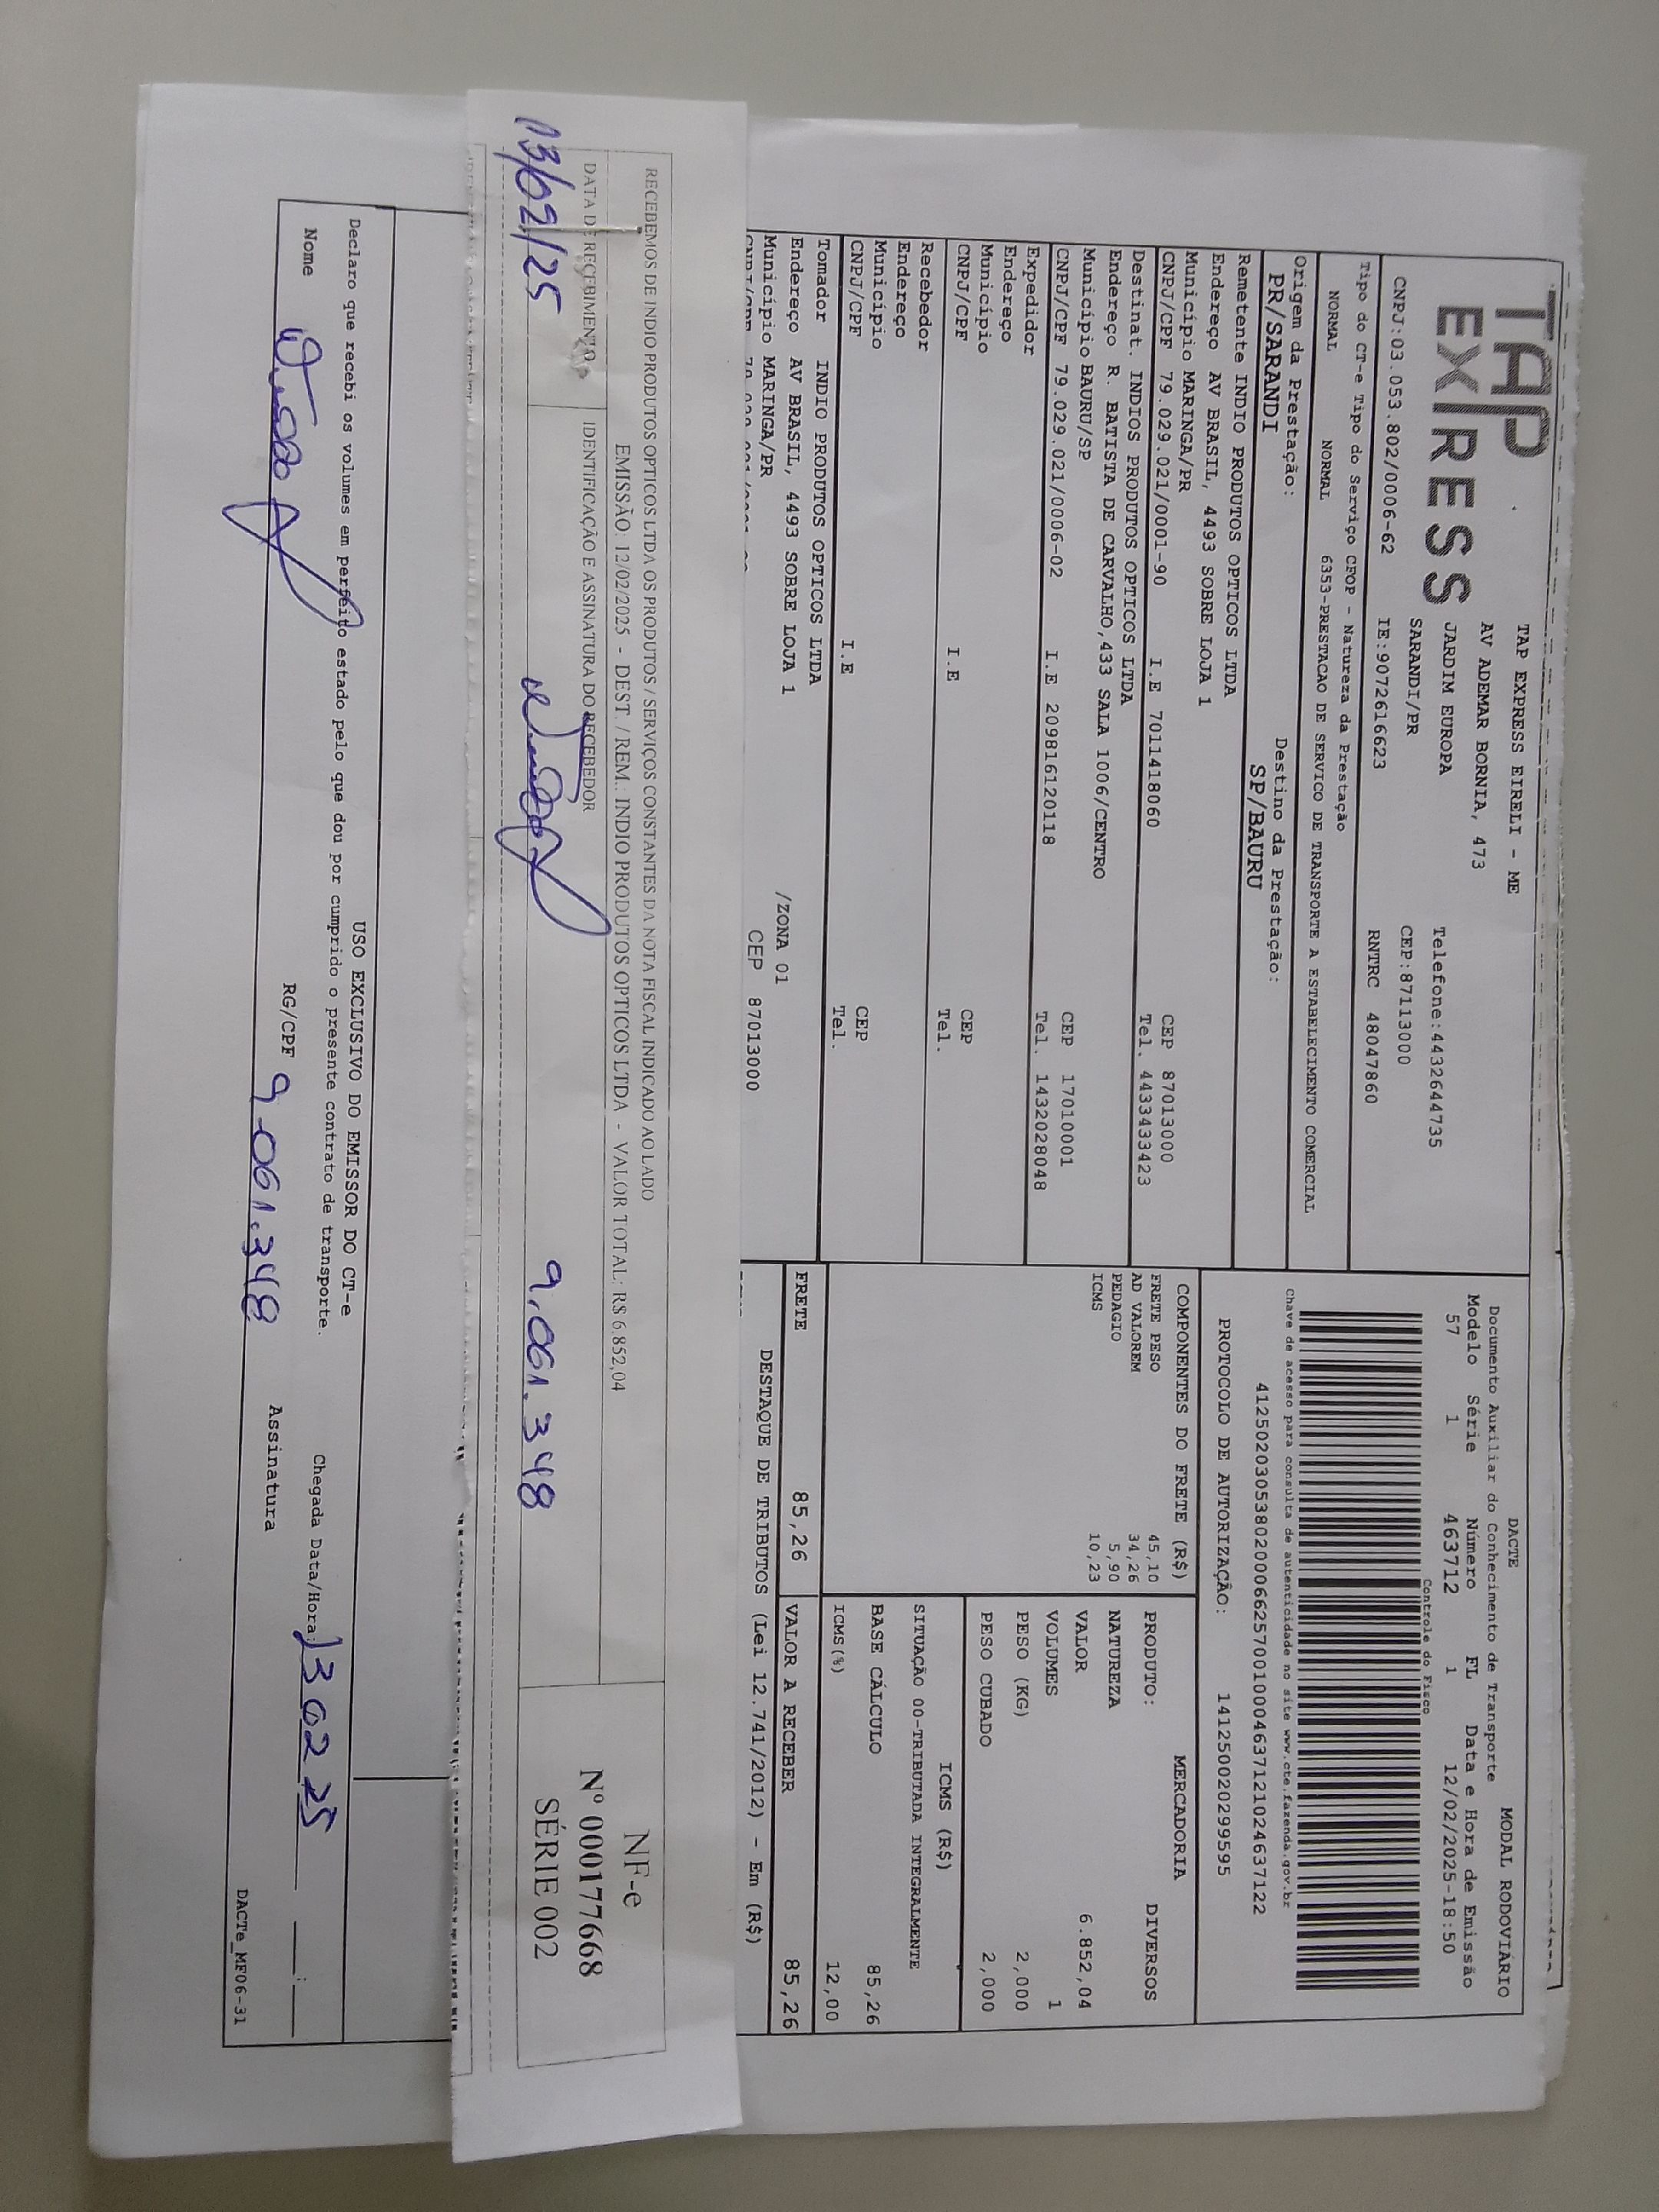 TAP
EXPRESS
TAP EXPRESS EIRELI - ME
AV ADEMAR BORNIA, 473
JARDIM EUROPA
SARANDI/PR
Telefone:4432644735
CEP:87113000
CNPJ:03.053.802/0006-62 IE:9072616623 RNTRC 48047860
Tipo do CT-e Tipo do Serviço CFOP - Natureza da Prestação
NORMAL NORMAL 6353-PRESTACAO DE SERVICO DE TRANSPORTE A ESTABELECIMENTO COMERCIAL
Origem da Prestação: Destino da Prestação:
PR/SARANDI SP/BAURU
DACTE MODAL RODOVIÁRIO
Documento Auxiliar do Conhecimento de Transporte
Modelo Série Número FL Data e Hora de Emissão
57 1 463712 1 12/02/2025-18:50
Controle do Fisco
Chave de acesso para consulta de autenticidade no site www.cte.fazenda.gov.br
41250203053802000662570010004637121024637122
PROTOCOLO DE AUTORIZAÇÃO: 141250020299595
Remetente INDIO PRODUTOS OPTICOS LTDA
Endereço AV BRASIL, 4493 SOBRE LOJA 1
Município MARINGA/PR CEP 87013000
CNPJ/CPF 79.029.021/0001-90 I.E 7011418060 Tel. 4433433423
Destinat. INDIOS PRODUTOS OPTICOS LTDA
Endereço R. BATISTA DE CARVALHO,433 SALA 1006/CENTRO
Município BAURU/SP CEP 17010001
CNPJ/CPF 79.029.021/0006-02 I.E 209816120118 Tel. 1432028048
Expedidor
Endereço
Município CEP
CNPJ/CPF I.E Tel.
Recebedor
Endereço
Município CEP
CNPJ/CPF I.E Tel.
Tomador INDIO PRODUTOS OPTICOS LTDA
Endereço AV BRASIL, 4493 SOBRE LOJA 1 /ZONA 01
Município MARINGA/PR CEP 87013000
COMPONENTES DO FRETE (R$)
FRETE PESO 45,10
AD VALOREM 34,26
PEDAGIO 5,90
ICMS 10,23
FRETE 85,26
MERCADORIA
PRODUTO: DIVERSOS
NATUREZA
VALOR 6.852,04
VOLUMES 1
PESO (KG) 2,000
PESO CUBADO 2,000
ICMS (R$)
SITUAÇÃO 00-TRIBUTADA INTEGRALMENTE
BASE CÁLCULO 85,26
ICMS(%) 12,00
VALOR A RECEBER 85,26
DESTAQUE DE TRIBUTOS (Lei 12.741/2012) - Em (R$)
RECEBEMOS DE INDIO PRODUTOS OPTICOS LTDA OS PRODUTOS / SERVIÇOS CONSTANTES DA NOTA FISCAL INDICADO AO LADO
EMISSÃO: 12/02/2025 - DEST. / REM.: INDIO PRODUTOS OPTICOS LTDA - VALOR TOTAL: R$ 6.852,04
DATA DE RECEBIMENTO IDENTIFICAÇÃO E ASSINATURA DO RECEBEDOR
13/02/25 9.061.348
NF-e
Nº 000177668
SÉRIE 002
USO EXCLUSIVO DO EMISSOR DO CT-e
Declaro que recebi os volumes em perfeito estado pelo que dou por cumprido o presente contrato de transporte.
Chegada Data/Hora: 13 02 25 __:__
Nome RG/CPF 9.061.348 Assinatura
DACTe_MF06-31